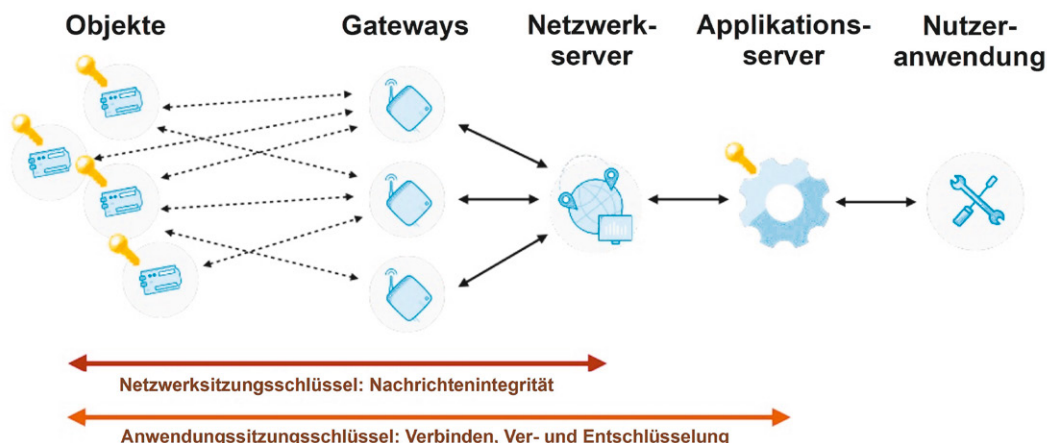 Objekte
Gateways
Netzwerk-
server
Applikations-
server
Nutzer-
anwendung
Netzwerksitzungsschlüssel: Nachrichtenintegrität
Anwendungssitzungsschlüssel: Verbinden, Ver- und Entschlüsselung